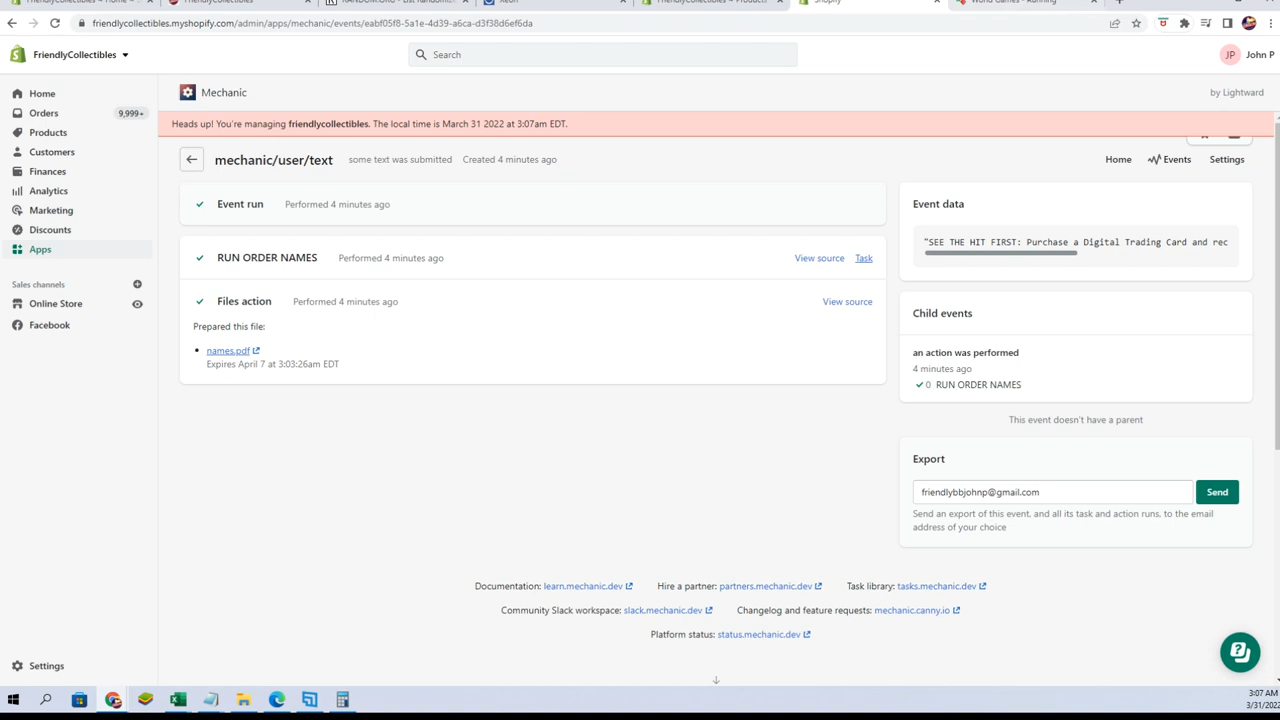 friendlycollectibles.myshopify.com/admin/apps/mechanic/events/eabf05f8-5a1e-4d39-a6ca-d3f38d6ef6da
FriendlyCollectibles
Search
JP
John P
Home
Orders
9,999+
Products
Customers
Finances
Analytics
Marketing
Discounts
Apps
Sales channels
Online Store
Facebook
Settings
Mechanic
by Lightward
Heads up! You're managing friendlycollectibles. The local time is March 31 2022 at 3:07am EDT.
mechanic/user/text
some text was submitted
Created 4 minutes ago
Home
Events
Settings
Event run
Performed 4 minutes ago
RUN ORDER NAMES
Performed 4 minutes ago
View source
Task
Files action
Performed 4 minutes ago
View source
Prepared this file:
names.pdf
Expires April 7 at 3:03:26am EDT
Event data
"SEE THE HIT FIRST: Purchase a Digital Trading Card and rec
Child events
an action was performed
4 minutes ago
0 RUN ORDER NAMES
This event doesn't have a parent
Export
friendlybbjohnp@gmail.com
Send
Send an export of this event, and all its task and action runs, to the email
address of your choice
Documentation: learn.mechanic.dev
Hire a partner: partners.mechanic.dev
Task library: tasks.mechanic.dev
Community Slack workspace: slack.mechanic.dev
Changelog and feature requests: mechanic.canny.io
Platform status: status.mechanic.dev
3:07 AM